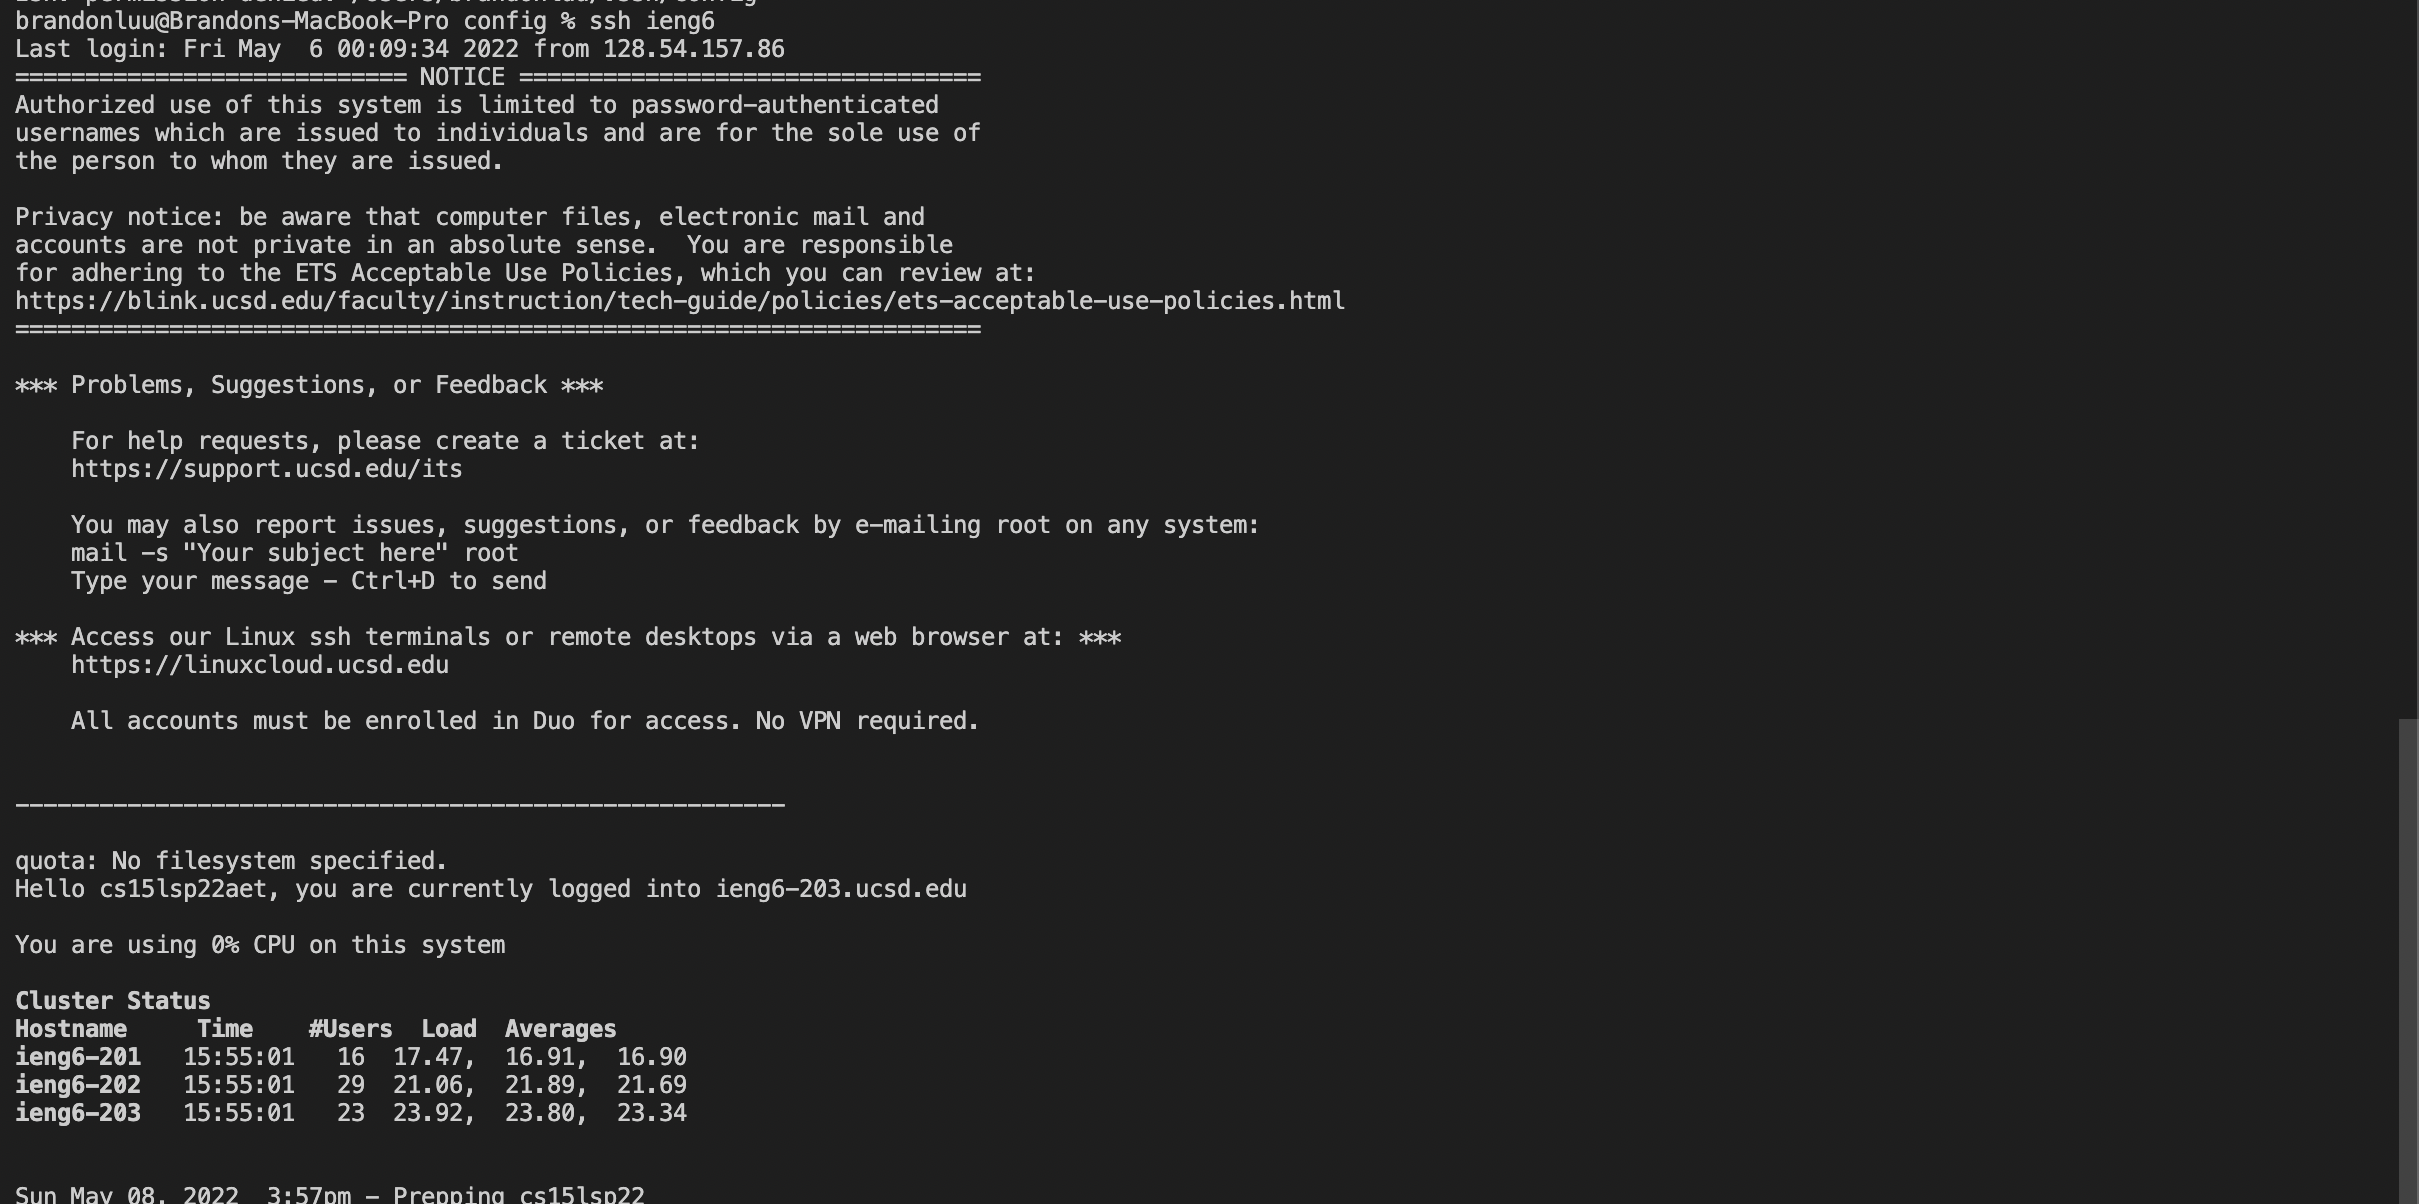 brandonluu@Brandons-MacBook-Pro config % ssh ieng6
Last login: Fri May  6 00:09:34 2022 from 128.54.157.86
============================ NOTICE =================================
Authorized use of this system is limited to password-authenticated
usernames which are issued to individuals and are for the sole use of
the person to whom they are issued.

Privacy notice: be aware that computer files, electronic mail and
accounts are not private in an absolute sense.  You are responsible
for adhering to the ETS Acceptable Use Policies, which you can review at:
https://blink.ucsd.edu/faculty/instruction/tech-guide/policies/ets-acceptable-use-policies.html
=====================================================================

*** Problems, Suggestions, or Feedback ***

    For help requests, please create a ticket at:
    https://support.ucsd.edu/its

    You may also report issues, suggestions, or feedback by e-mailing root on any system:
    mail -s "Your subject here" root
    Type your message - Ctrl+D to send

*** Access our Linux ssh terminals or remote desktops via a web browser at: ***
    https://linuxcloud.ucsd.edu

    All accounts must be enrolled in Duo for access. No VPN required.


-------------------------------------------------------

quota: No filesystem specified.
Hello cs15lsp22aet, you are currently logged into ieng6-203.ucsd.edu

You are using 0% CPU on this system

Cluster Status
Hostname     Time    #Users  Load  Averages
ieng6-201   15:55:01   16  17.47,  16.91,  16.90
ieng6-202   15:55:01   29  21.06,  21.89,  21.69
ieng6-203   15:55:01   23  23.92,  23.80,  23.34


Sun May 08, 2022  3:57pm - Prepping cs15lsp22